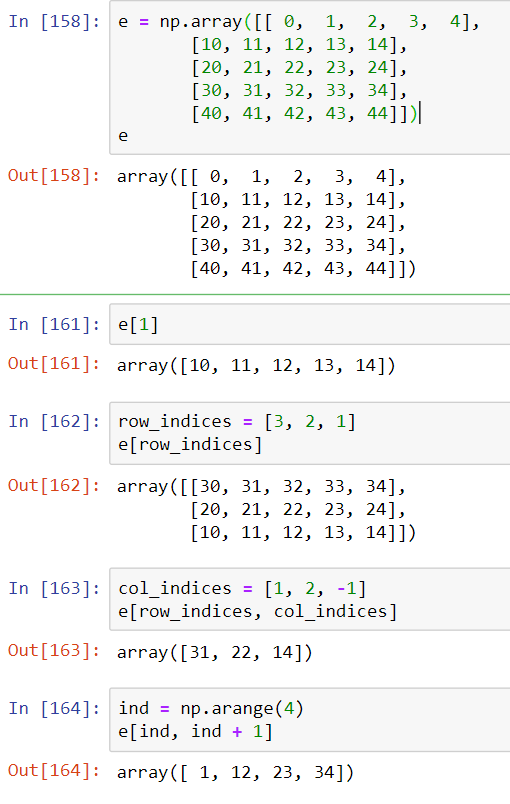 In [158]: e = np.array([[ 0, 1, 2, 3, 4],
[10, 11, 12, 13, 14],
[20, 21, 22, 23, 24],
[30, 31, 32, 33, 34],
[40, 41, 42, 43, 44]])
e
Out[158]: array([[ 0, 1, 2, 3, 4],
[10, 11, 12, 13, 14],
[20, 21, 22, 23, 24],
[30, 31, 32, 33, 34],
[40, 41, 42, 43, 44]])
In [161]: e[1]
Out[161]: array([10, 11, 12, 13, 14])
In [162]: row_indices = [3, 2, 1]
e[row_indices]
Out[162]: array([[30, 31, 32, 33, 34],
[20, 21, 22, 23, 24],
[10, 11, 12, 13, 14]])
In [163]: col_indices = [1, 2, -1]
e[row_indices, col_indices]
Out[163]: array([31, 22, 14])
In [164]: ind = np.arange(4)
e[ind, ind + 1]
Out[164]: array([ 1, 12, 23, 34])